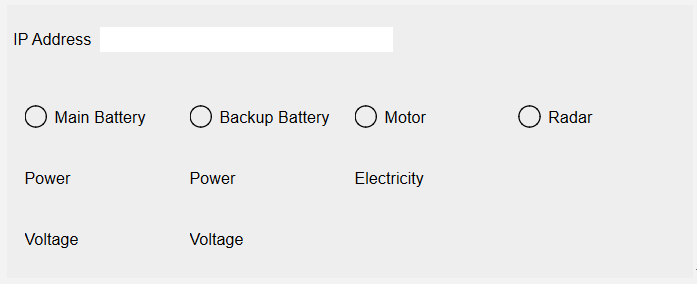 IP Address
Main Battery Backup Battery Motor Radar
Power Power Electricity
Voltage Voltage